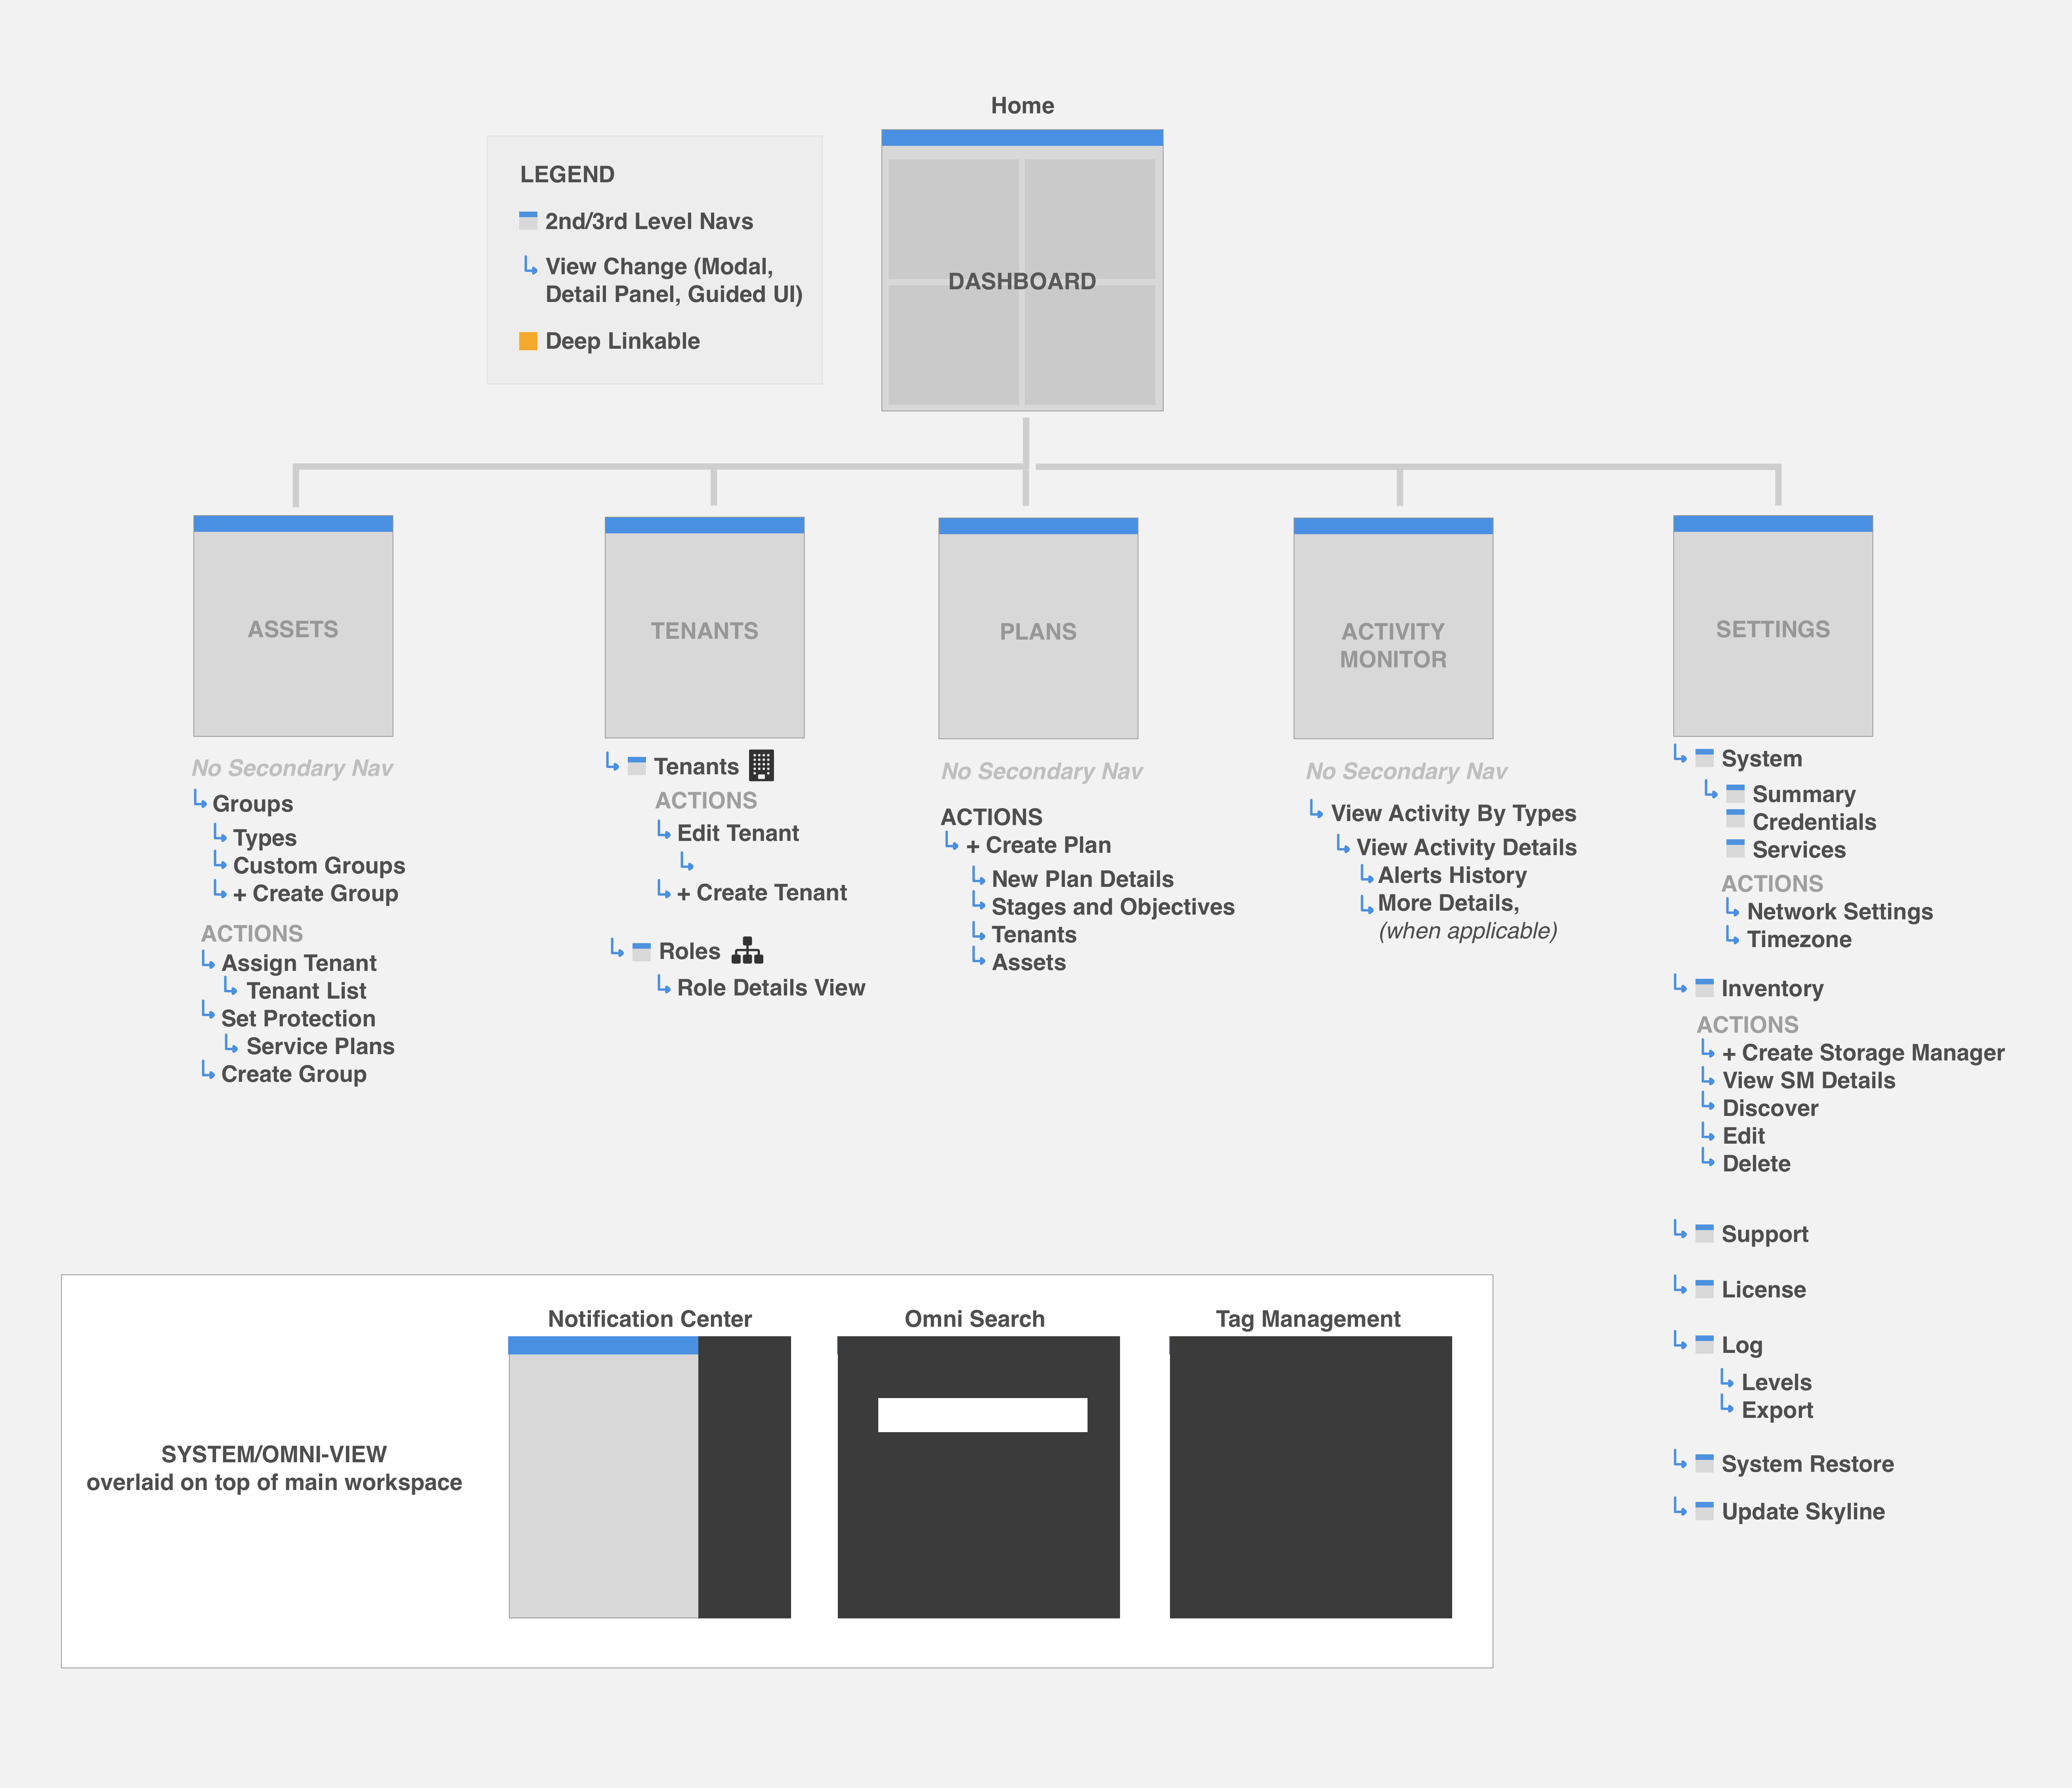 Home
LEGEND
2nd/3rd Level Navs
View Change (Modal,
Detail Panel, Guided UI)
Deep Linkable
DASHBOARD
ASSETS
No Secondary Nav
Groups
Types
Custom Groups
+ Create Group
ACTIONS
Assign Tenant
Tenant List
Set Protection
Service Plans
Create Group
TENANTS
Tenants
ACTIONS
Edit Tenant
+ Create Tenant
Roles
Role Details View
PLANS
No Secondary Nav
ACTIONS
+ Create Plan
New Plan Details
Stages and Objectives
Tenants
Assets
ACTIVITY
MONITOR
No Secondary Nav
View Activity By Types
View Activity Details
Alerts History
More Details,
(when applicable)
SETTINGS
System
Summary
Credentials
Services
ACTIONS
Network Settings
Timezone
Inventory
ACTIONS
+ Create Storage Manager
View SM Details
Discover
Edit
Delete
Support
License
Log
Levels
Export
System Restore
Update Skyline
SYSTEM/OMNI-VIEW
overlaid on top of main workspace
Notification Center
Omni Search
Tag Management